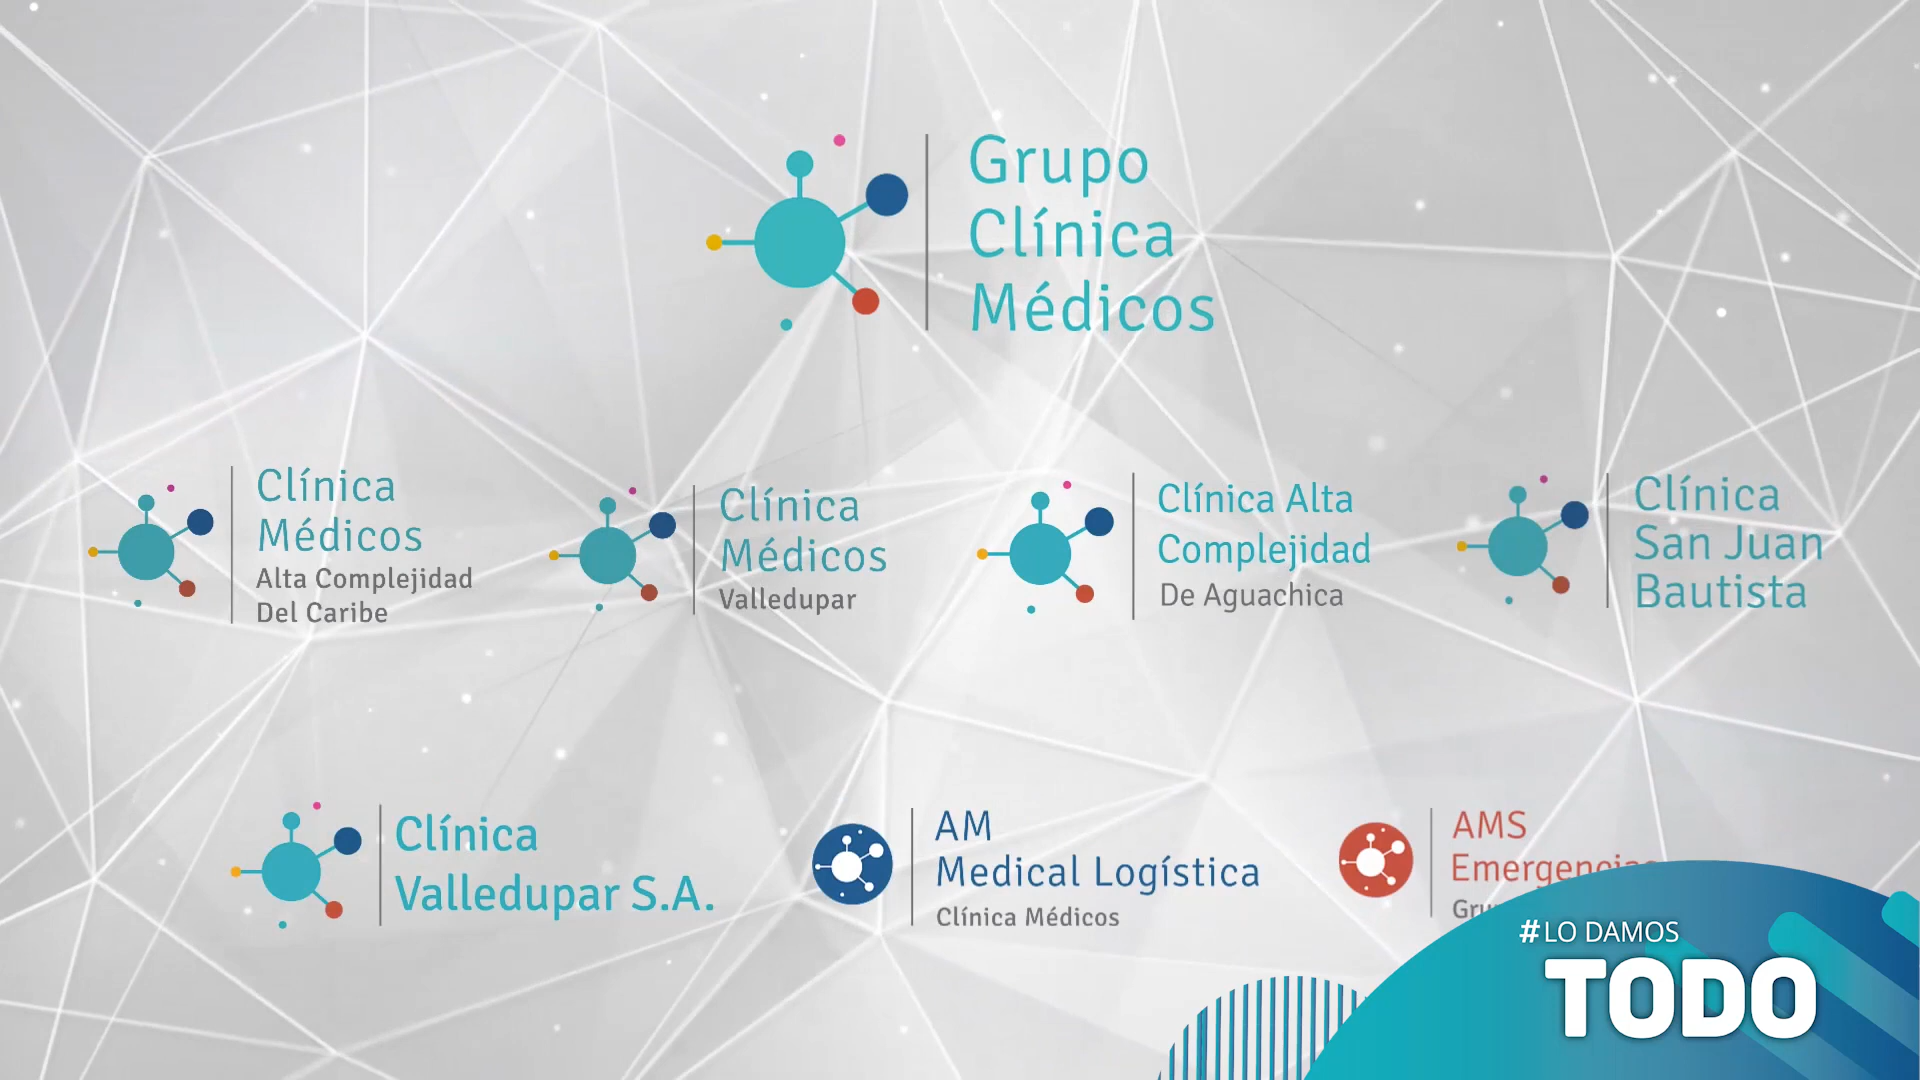 Grupo
Clínica
Médicos
Clínica
Médicos
Alta Complejidad
Del Caribe
Clínica
Médicos
Valledupar
Clínica Alta
Complejidad
De Aguachica
Clínica
San Juan
Bautista
Clínica
Valledupar S.A.
AM
Medical Logística
Clínica Médicos
AMS
Emergencias
#LO DAMOS
TODO